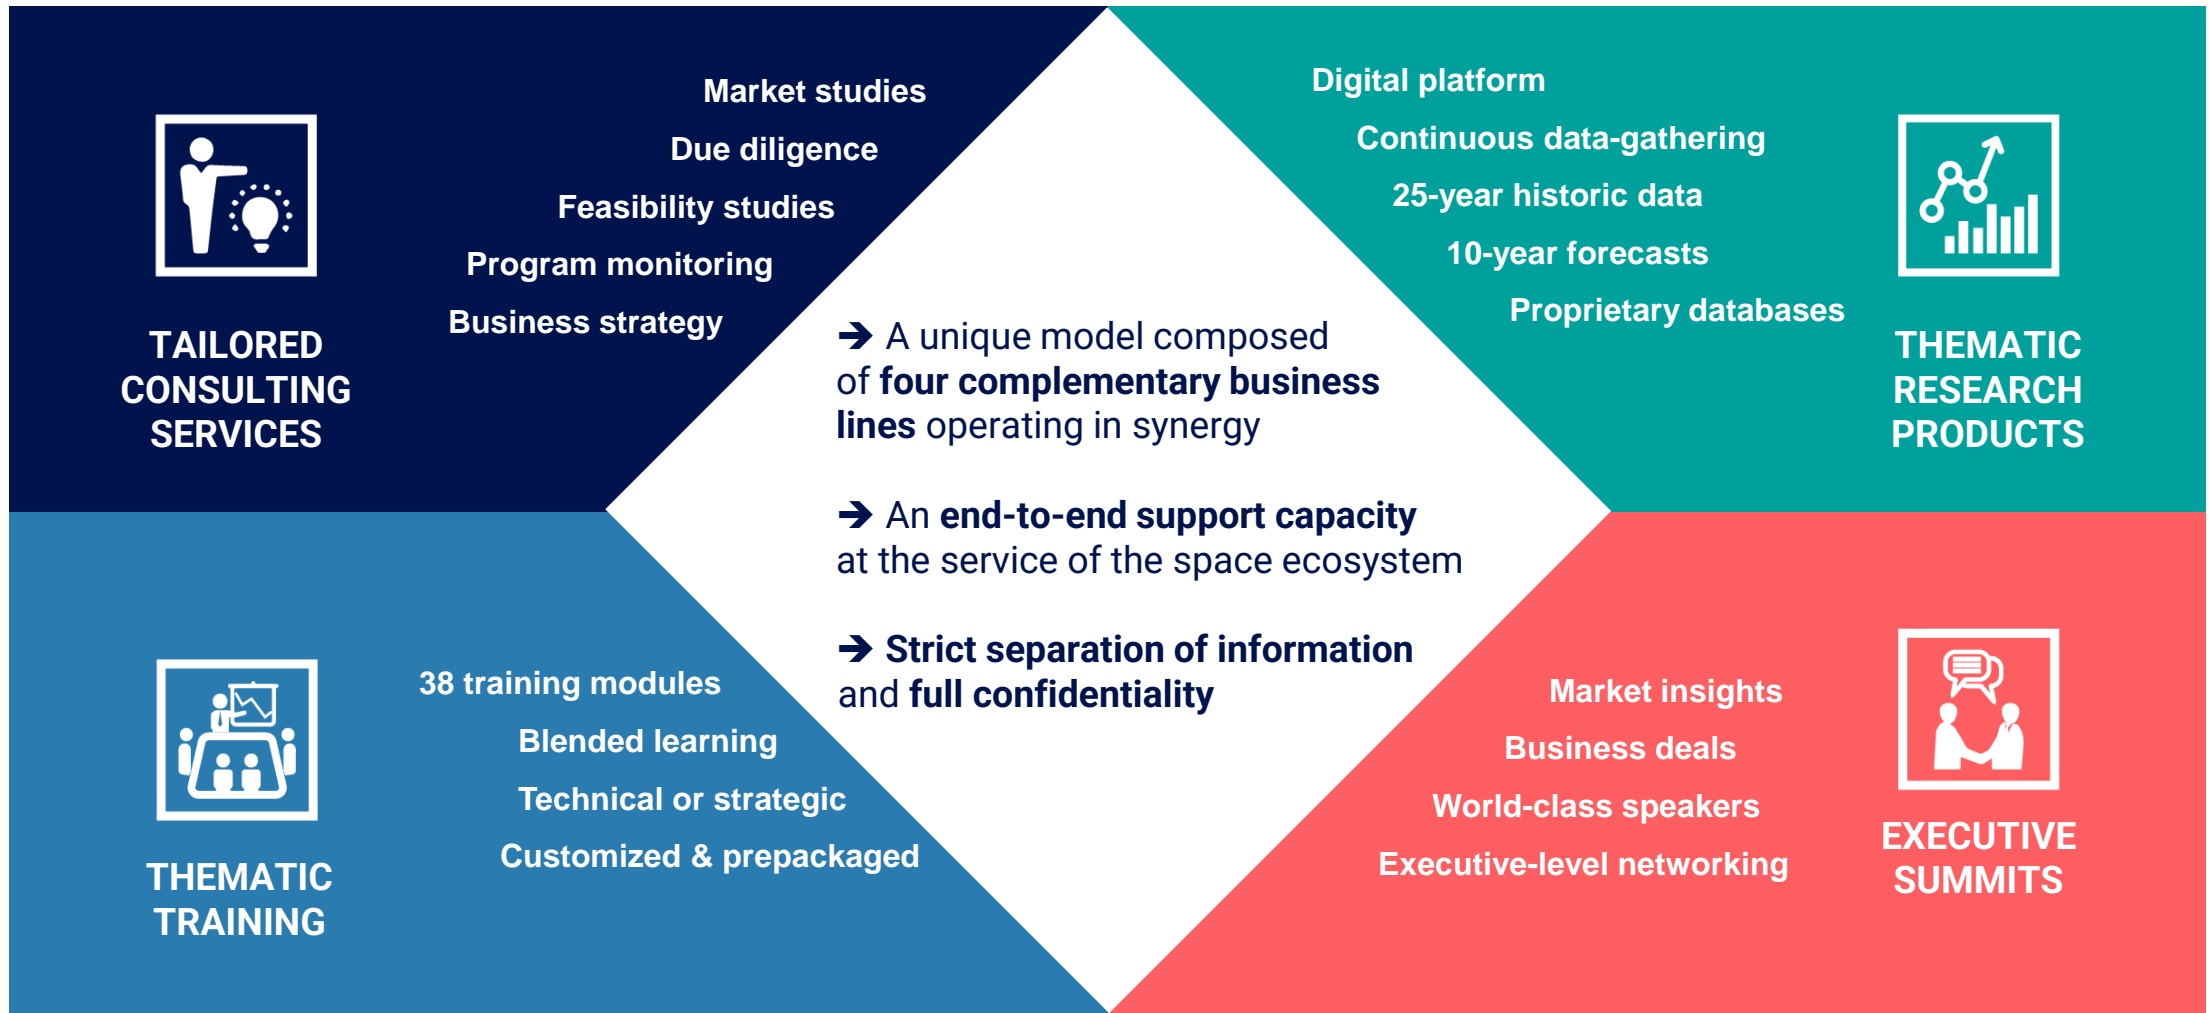 Market studies
Due diligence
Feasibility studies
Program monitoring
Business strategy
TAILORED
CONSULTING
SERVICES
Digital platform
Continuous data-gathering
25-year historic data
10-year forecasts
Proprietary databases
THEMATIC
RESEARCH
PRODUCTS
➔ A unique model composed
of four complementary business
lines operating in synergy
➔ An end-to-end support capacity
at the service of the space ecosystem
➔ Strict separation of information
and full confidentiality
38 training modules
Blended learning
Technical or strategic
Customized & prepackaged
THEMATIC
TRAINING
Market insights
Business deals
World-class speakers
Executive-level networking
EXECUTIVE
SUMMITS